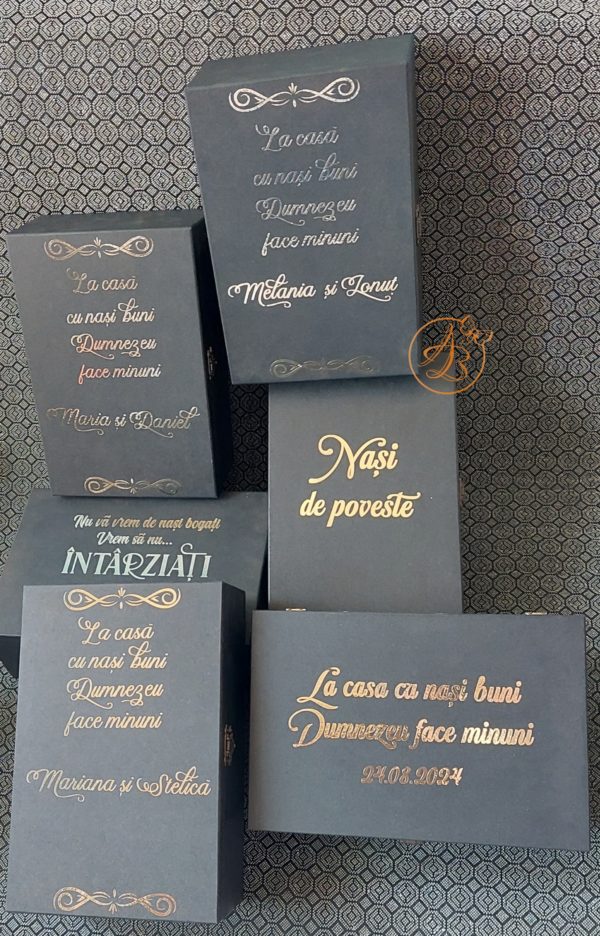 La casă
cu nași buni
Dumnezeu
face minuni
Melania și Ionuț
La casă
cu nași buni
Dumnezeu
face minuni
Maria și Daniel
Nași
de poveste
Nu vă vrem de nași bogați
Vrem să nu...
ÎNTÂRZIAȚI
La casă
cu nași buni
Dumnezeu
face minuni
Mariana și Stelică
La casa cu nași buni
Dumnezeu face minuni
24.08.2024